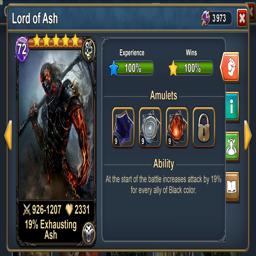 Lord of Ash
3973
72
Experience
Wins
100%
100%
Amulets
9
9
9
Ability
At the start of the battle increases attack by 19%
for every ally of Black color.
926-1207
2331
19% Exhausting
Ash